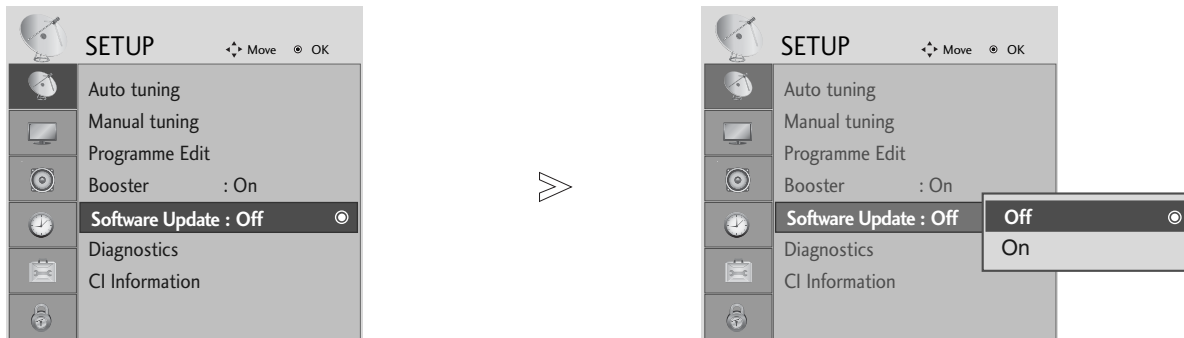 SETUP Move OK
Auto tuning
Manual tuning
Programme Edit
Booster : On
Software Update : Off
Diagnostics
CI Information
SETUP Move OK
Auto tuning
Manual tuning
Programme Edit
Booster : On
Software Update : Off
Diagnostics
CI Information
Off
On